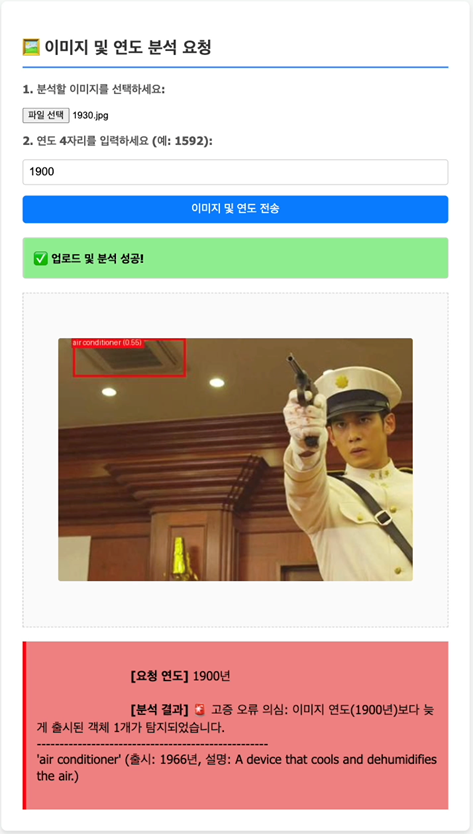 🖼️ 이미지 및 연도 분석 요청
1. 분석할 이미지를 선택하세요:
파일 선택 1930.jpg
2. 연도 4자리를 입력하세요 (예: 1592):
1900
이미지 및 연도 전송
✅ 업로드 및 분석 성공!
air conditioner (0.55)
[요청 연도] 1900년
[분석 결과] 🚨 고증 오류 의심: 이미지 연도(1900년)보다 늦
게 출시된 객체 1개가 탐지되었습니다.
--------------------------------------------------
'air conditioner' (출시: 1966년, 설명: A device that cools and dehumidifies
the air.)